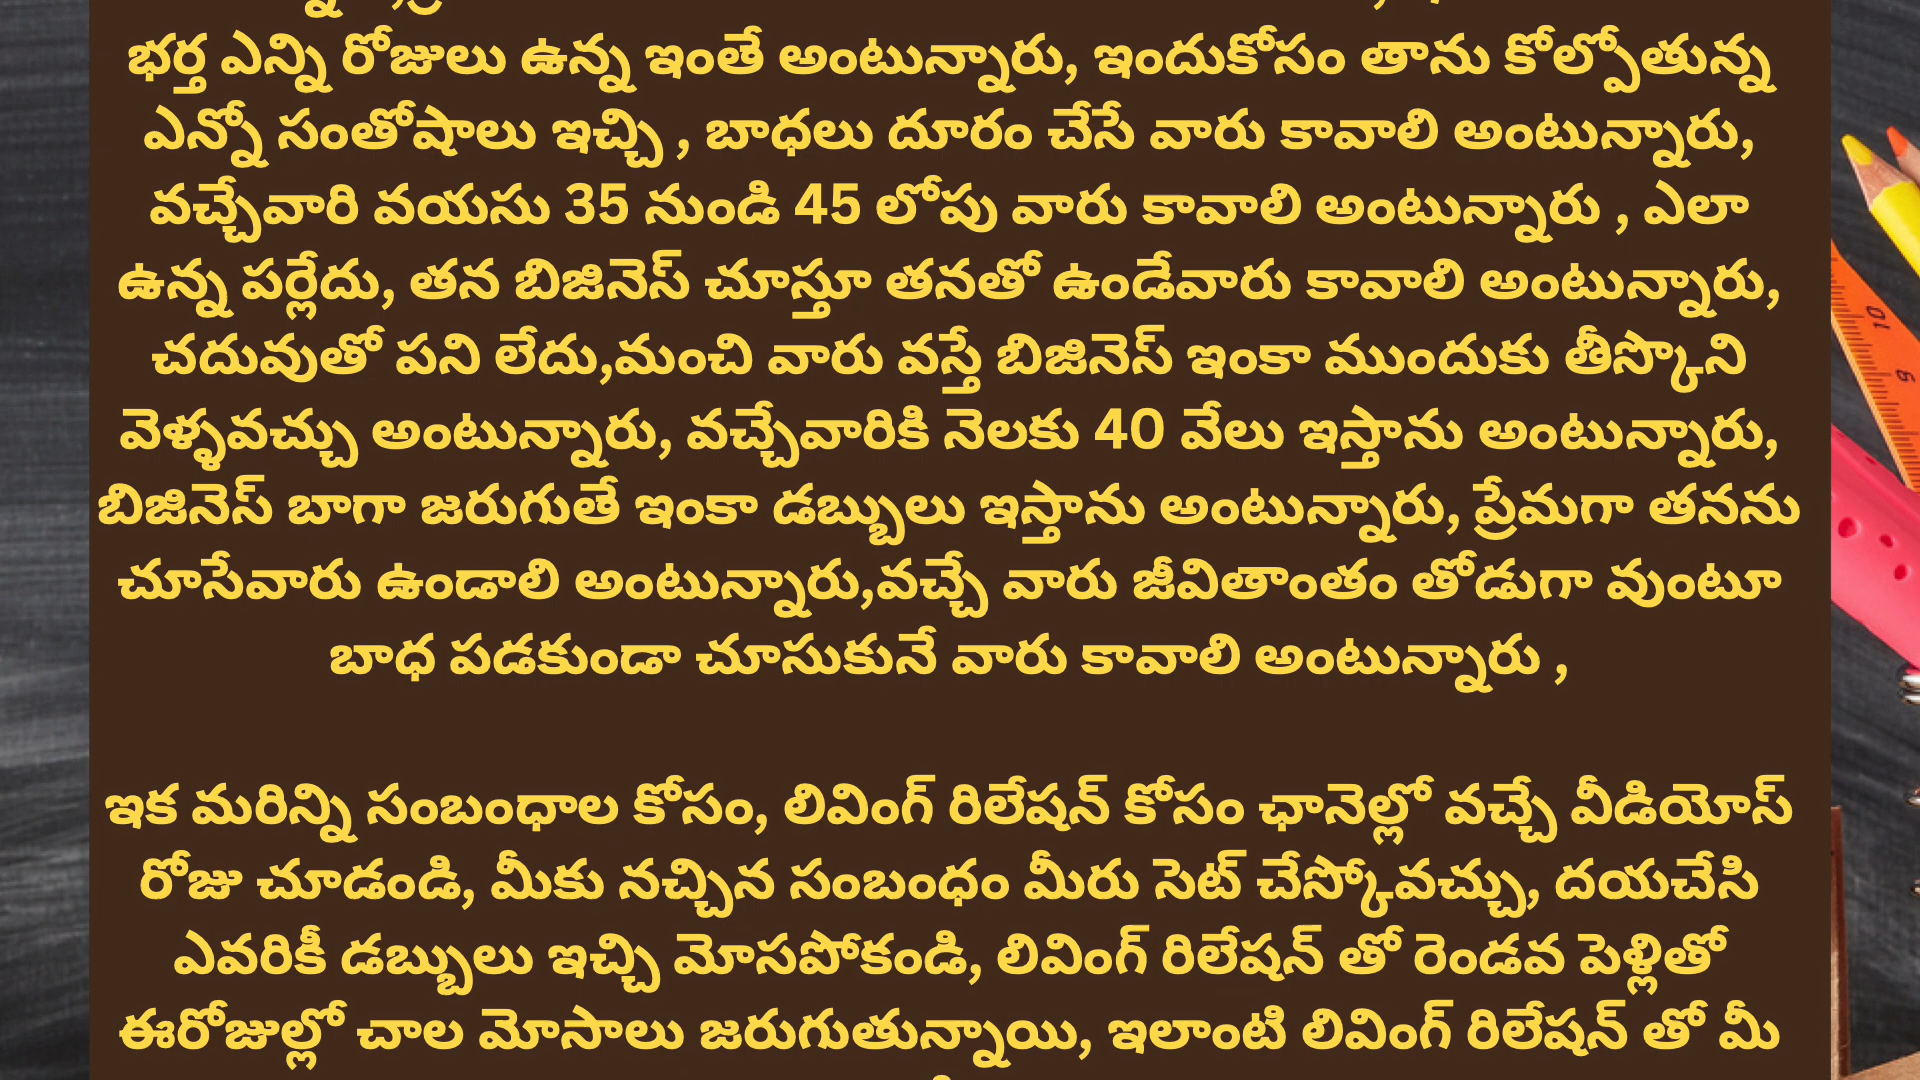 భర్త ఎన్ని రోజులు ఉన్న ఇంతే అంటున్నారు, ఇందుకోసం తాను కోల్పోతున్న
ఎన్నో సంతోషాలు ఇచ్చి , బాధలు దూరం చేసే వారు కావాలి అంటున్నారు,
వచ్చేవారి వయసు 35 నుండి 45 లోపు వారు కావాలి అంటున్నారు , ఎలా
ఉన్న పర్లేదు, తన బిజినెస్ చూస్తూ తనతో ఉండేవారు కావాలి అంటున్నారు,
చదువుతో పని లేదు,మంచి వారు వస్తే బిజినెస్ ఇంకా ముందుకు తీస్కొని
వెళ్ళవచ్చు అంటున్నారు, వచ్చేవారికి నెలకు 40 వేలు ఇస్తాను అంటున్నారు,
బిజినెస్ బాగా జరుగుతే ఇంకా డబ్బులు ఇస్తాను అంటున్నారు, ప్రేమగా తనను
చూసేవారు ఉండాలి అంటున్నారు,వచ్చే వారు జీవితాంతం తోడుగా వుంటూ
బాధ పడకుండా చూసుకునే వారు కావాలి అంటున్నారు ,
ఇక మరిన్ని సంబంధాల కోసం, లివింగ్ రిలేషన్ కోసం ఛానెల్లో వచ్చే వీడియోస్
రోజు చూడండి, మీకు నచ్చిన సంబంధం మీరు సెట్ చేస్కోవచ్చు, దయచేసి
ఎవరికీ డబ్బులు ఇచ్చి మోసపోకండి, లివింగ్ రిలేషన్ తో రెండవ పెళ్లితో
ఈరోజుల్లో చాల మోసాలు జరుగుతున్నాయి, ఇలాంటి లివింగ్ రిలేషన్ తో మీ
10
9